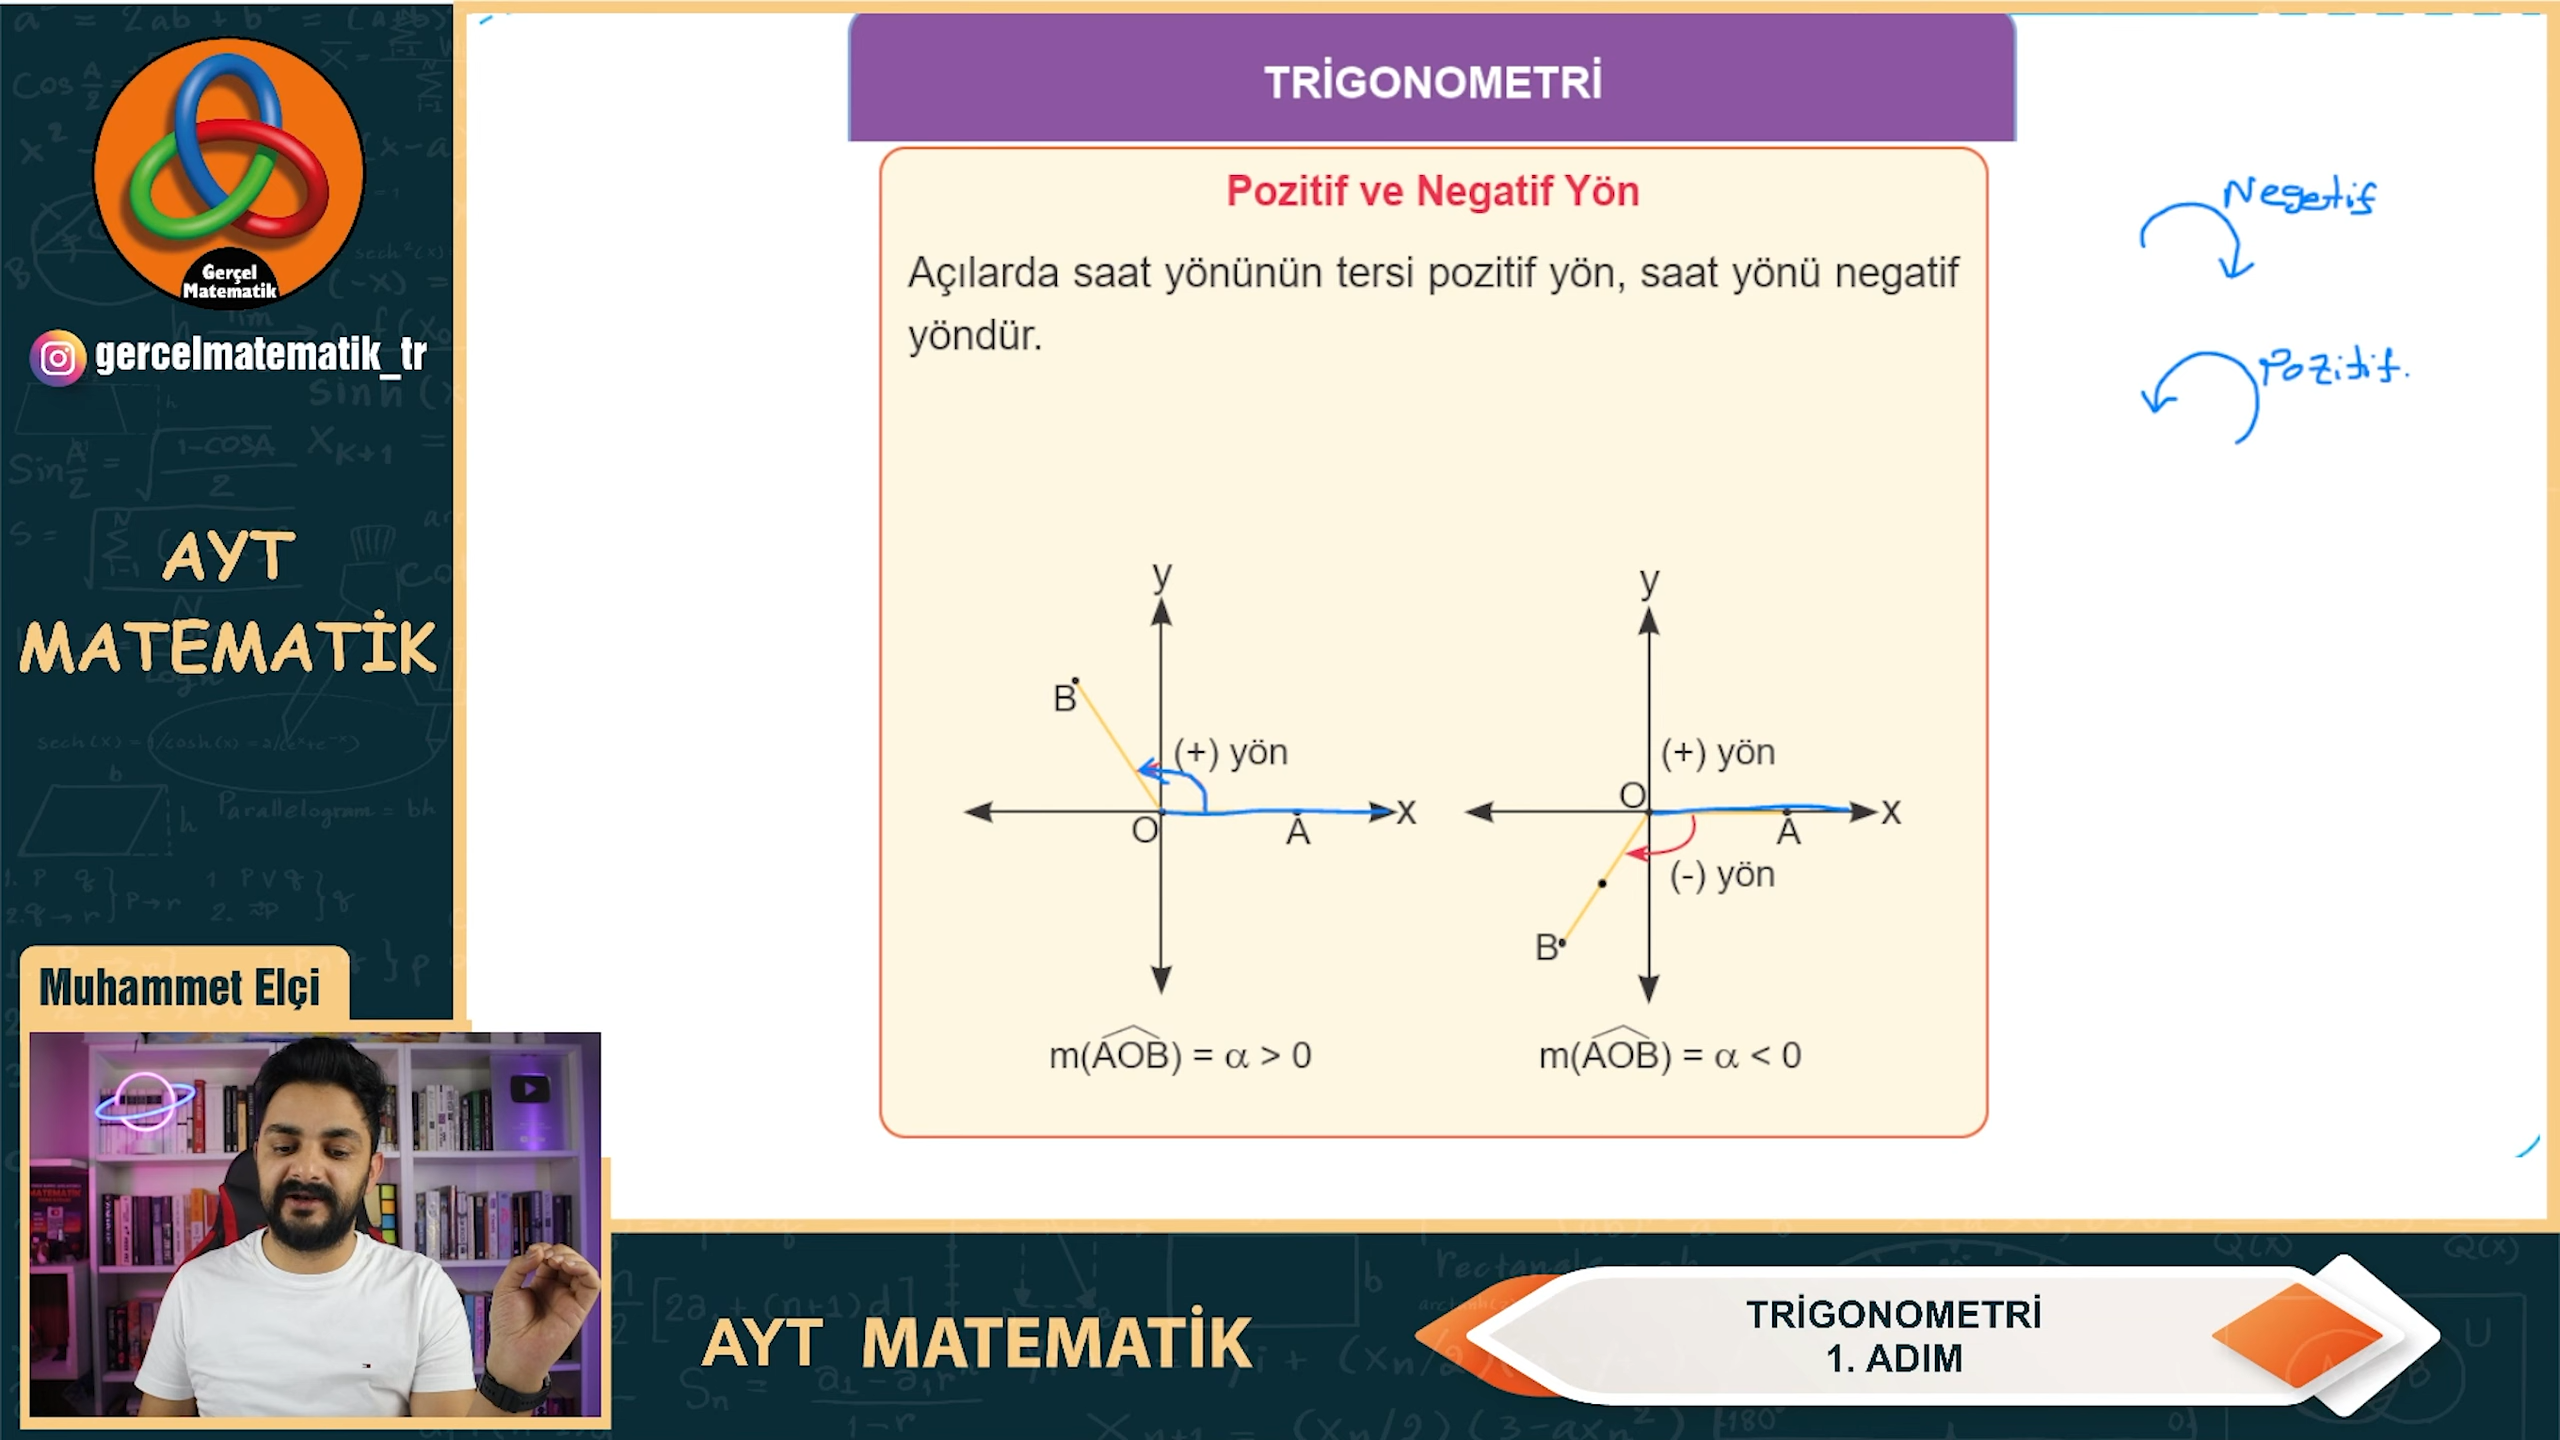 Gerçel
Matematik
gercelmatematik_tr
AYT
MATEMATİK
Muhammet Elçi
TRİGONOMETRİ
Pozitif ve Negatif Yön
Açılarda saat yönünün tersi pozitif yön, saat yönü negatif
yöndür.
Negatif
Pozitif.
y
B
(+) yön
O
A
x
m(AOB) = α > 0
y
(+) yön
O
A
x
(-) yön
B
m(AOB) = α < 0
AYT MATEMATİK
TRİGONOMETRİ
1. ADIM